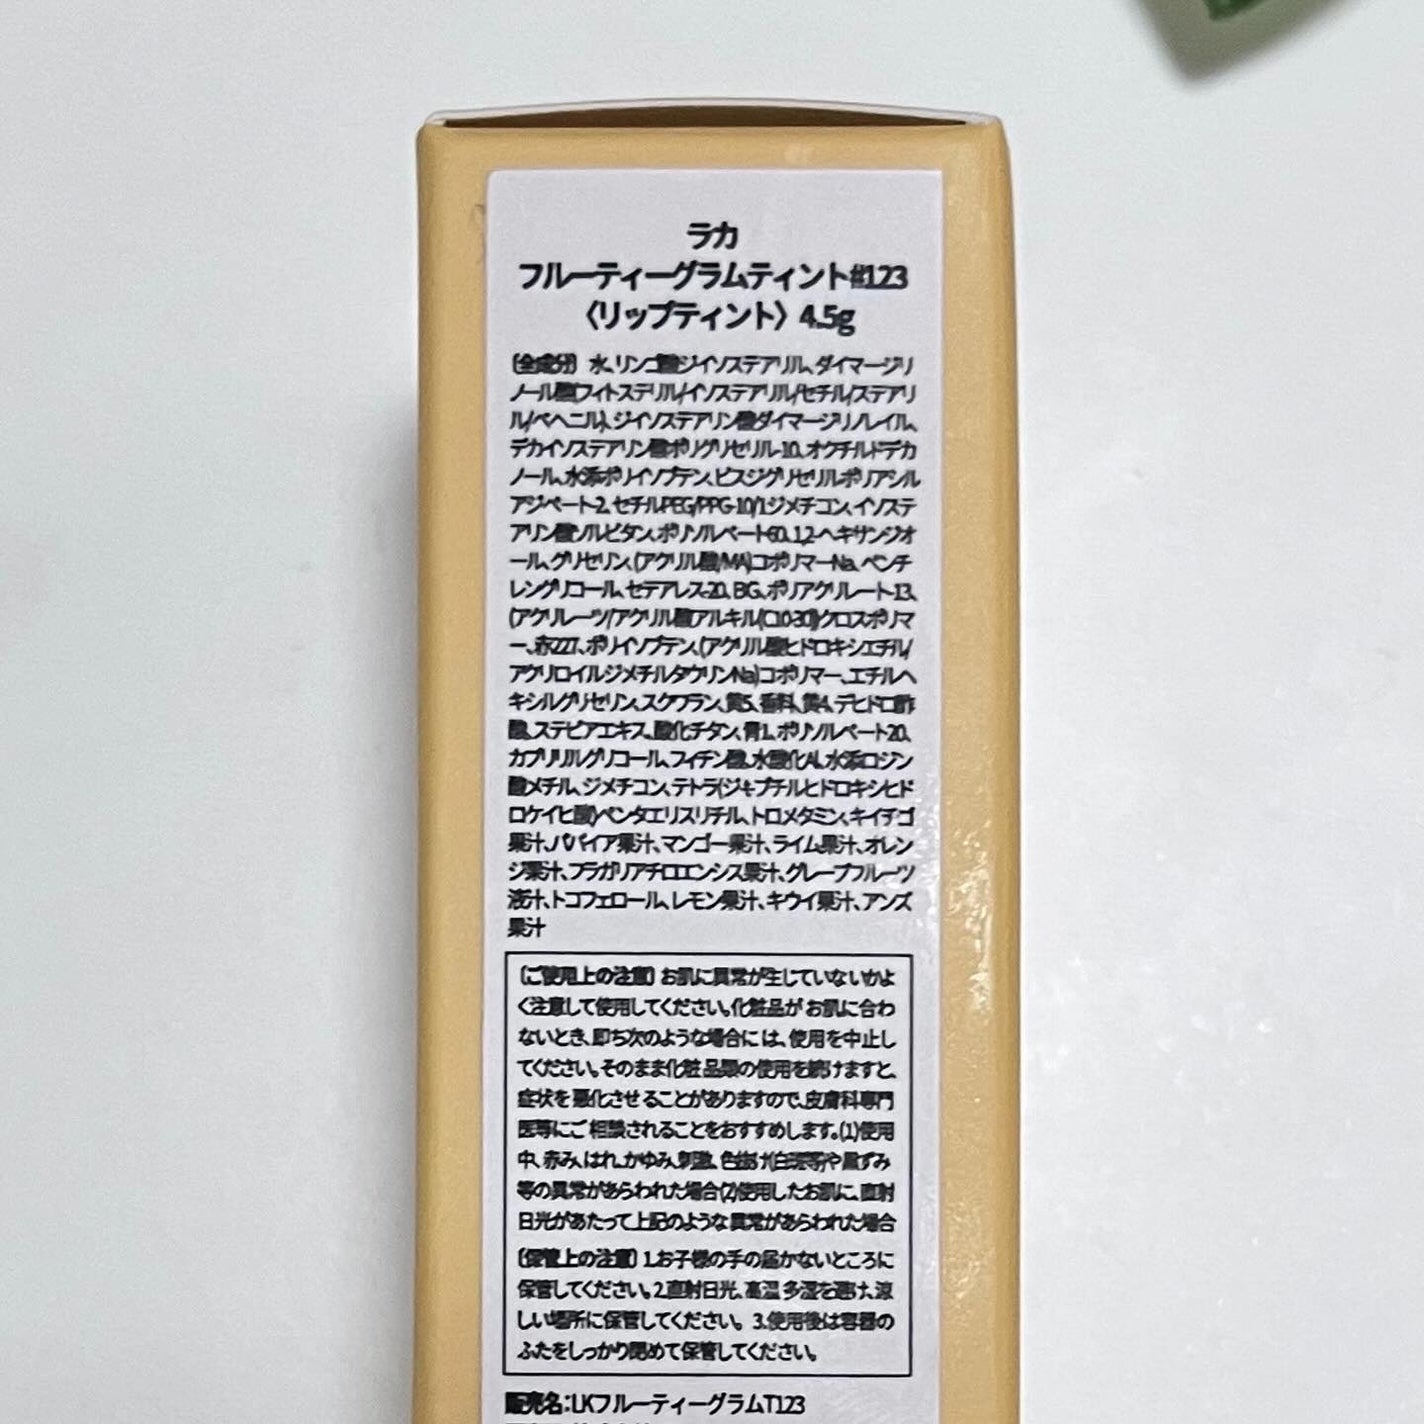 ラカ
フルーティーグラムティント#123
〈リップティント〉 4.5g
〔全成分〕 水、リンゴ酸ジイソステアリル、ダイマージリ
ノール酸(フィトステリル/イソステアリル/セチル/ステアリ
ル/ベヘニル)、ジイソステアリン酸ダイマージリノレイル、
デカイソステアリン酸ポリグリセリル-10、オクチルドデカ
ノール、水添ポリイソブテン、ビスジグリセリルポリアシル
アジペート-2、セチルPEG/PPG-10/1ジメチコン、イソステ
アリン酸ソルビタン、ポリソルベート60、1,2-ヘキサンジオ
ール、グリセリン、(アクリル酸/MA)コポリマーNa、ペンチ
レングリコール、セテアレス-20、BG、ポリアクリレート-13、
(アクリレーツ/アクリル酸アルキル(C10-30))クロスポリマ
ー、赤227、ポリイソブテン、(アクリル酸ヒドロキシエチル/
アクリロイルジメチルタウリンNa)コポリマー、エチルヘ
キシルグリセリン、スクワラン、黄5、香料、黄4、デヒドロ酢
酸、ステビアエキス、酸化チタン、青1、ポリソルベート20、
カプリリルグリコール、フィチン酸、水酸化Al、水添ロジン
酸メチル、ジメチコン、テトラ(ジ-t-ブチルヒドロキシヒド
ロケイヒ酸)ペンタエリスリチル、トロメタミン、キイチゴ
果汁、パパイア果汁、マンゴー果汁、ライム果汁、オレン
ジ果汁、フラガリアチロエンシス果汁、グレープフルーツ
液汁、トコフェロール、レモン果汁、キウイ果汁、アンズ
果汁
〔ご使用上の注意〕 お肌に異常が生じていないかよ
く注意して使用してください。化粧品がお肌に合わ
ないとき、即ち次のような場合には、使用を中止し
てください。そのまま化粧品類の使用を続けますと、
症状を悪化させることがありますので、皮膚科専門
医等にご相談されることをおすすめします。(1)使用
中、赤み、はれ、かゆみ、刺激、色抜け(白斑等)や黒ずみ
等の異常があらわれた場合(2)使用したお肌に、直射
日光があたって上記のような異常があらわれた場合
〔保管上の注意〕 1.お子様の手の届かないところに
保管してください。2.直射日光、高温多湿を避け、涼
しい場所に保管してください。 3.使用後は容器の
ふたをしっかり閉めて保管してください。
販売名：LKフルーティーグラムT123